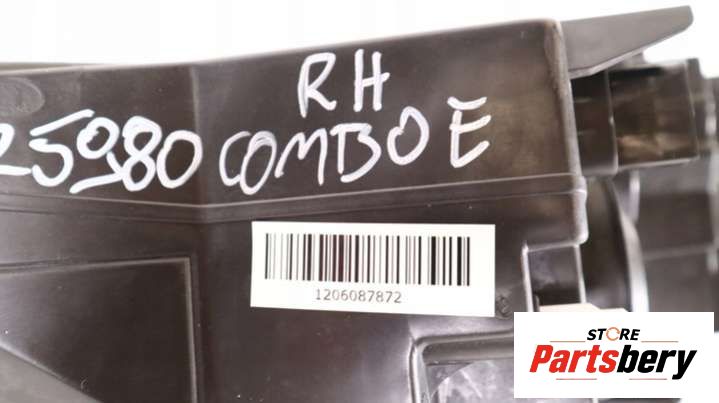 RH
25980 COMBO E
1206087872
STORE
Partsbery